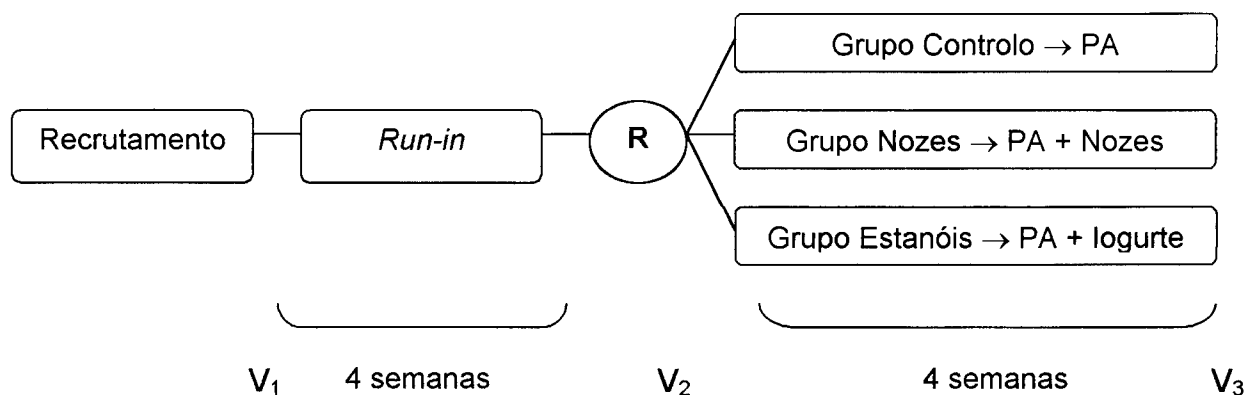 Grupo Controlo → PA
Recrutamento
Run-in
R
Grupo Nozes → PA + Nozes
Grupo Estanóis → PA + Iogurte
V₁
4 semanas
V₂
4 semanas
V₃